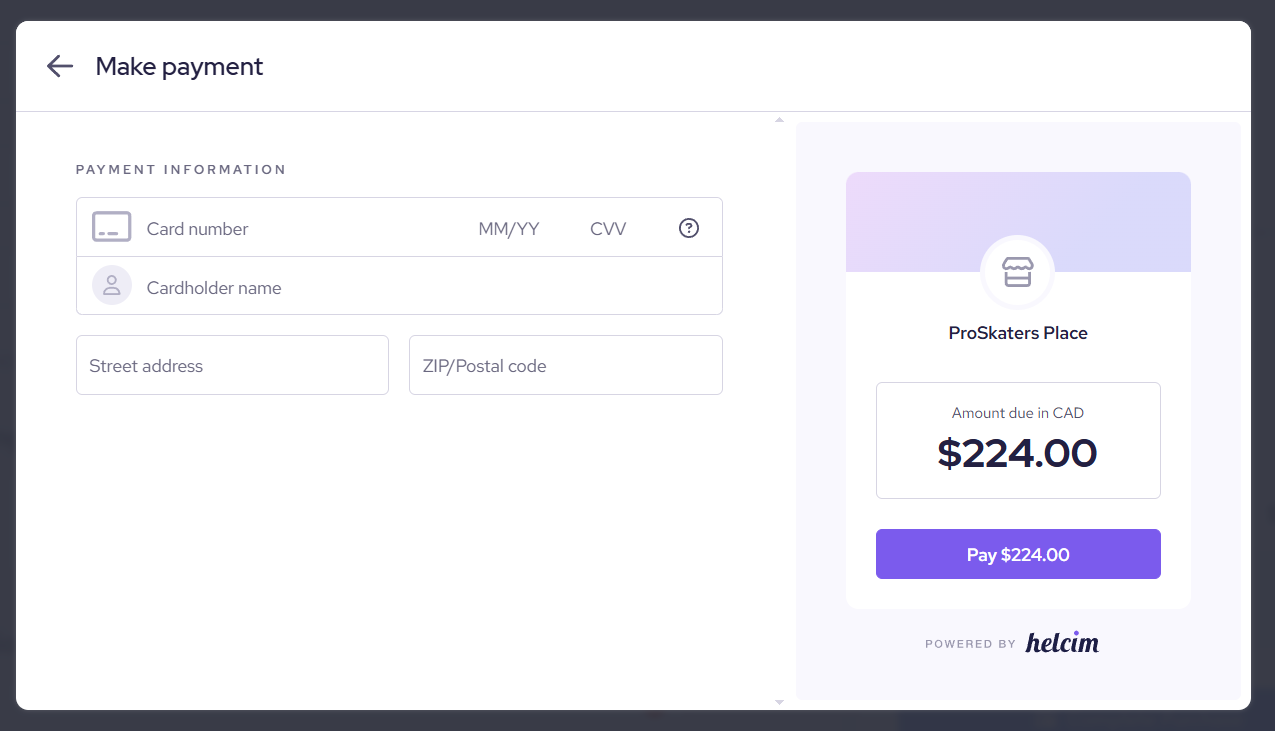 Make payment
PAYMENT INFORMATION
Card number MM/YY CVV ?
Cardholder name
Street address ZIP/Postal code
ProSkaters Place
Amount due in CAD
$224.00
Pay $224.00
POWERED BY helcim